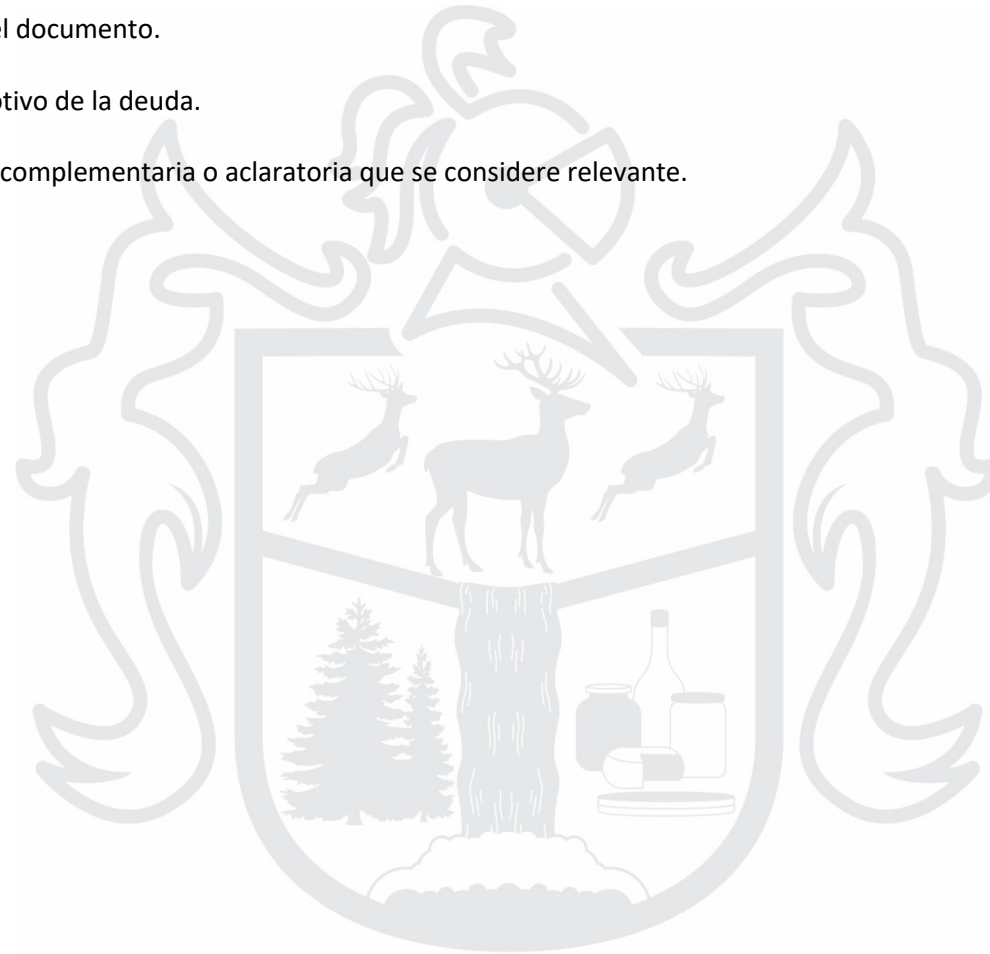 el documento.
otivo de la deuda.
complementaria o aclaratoria que se considere relevante.